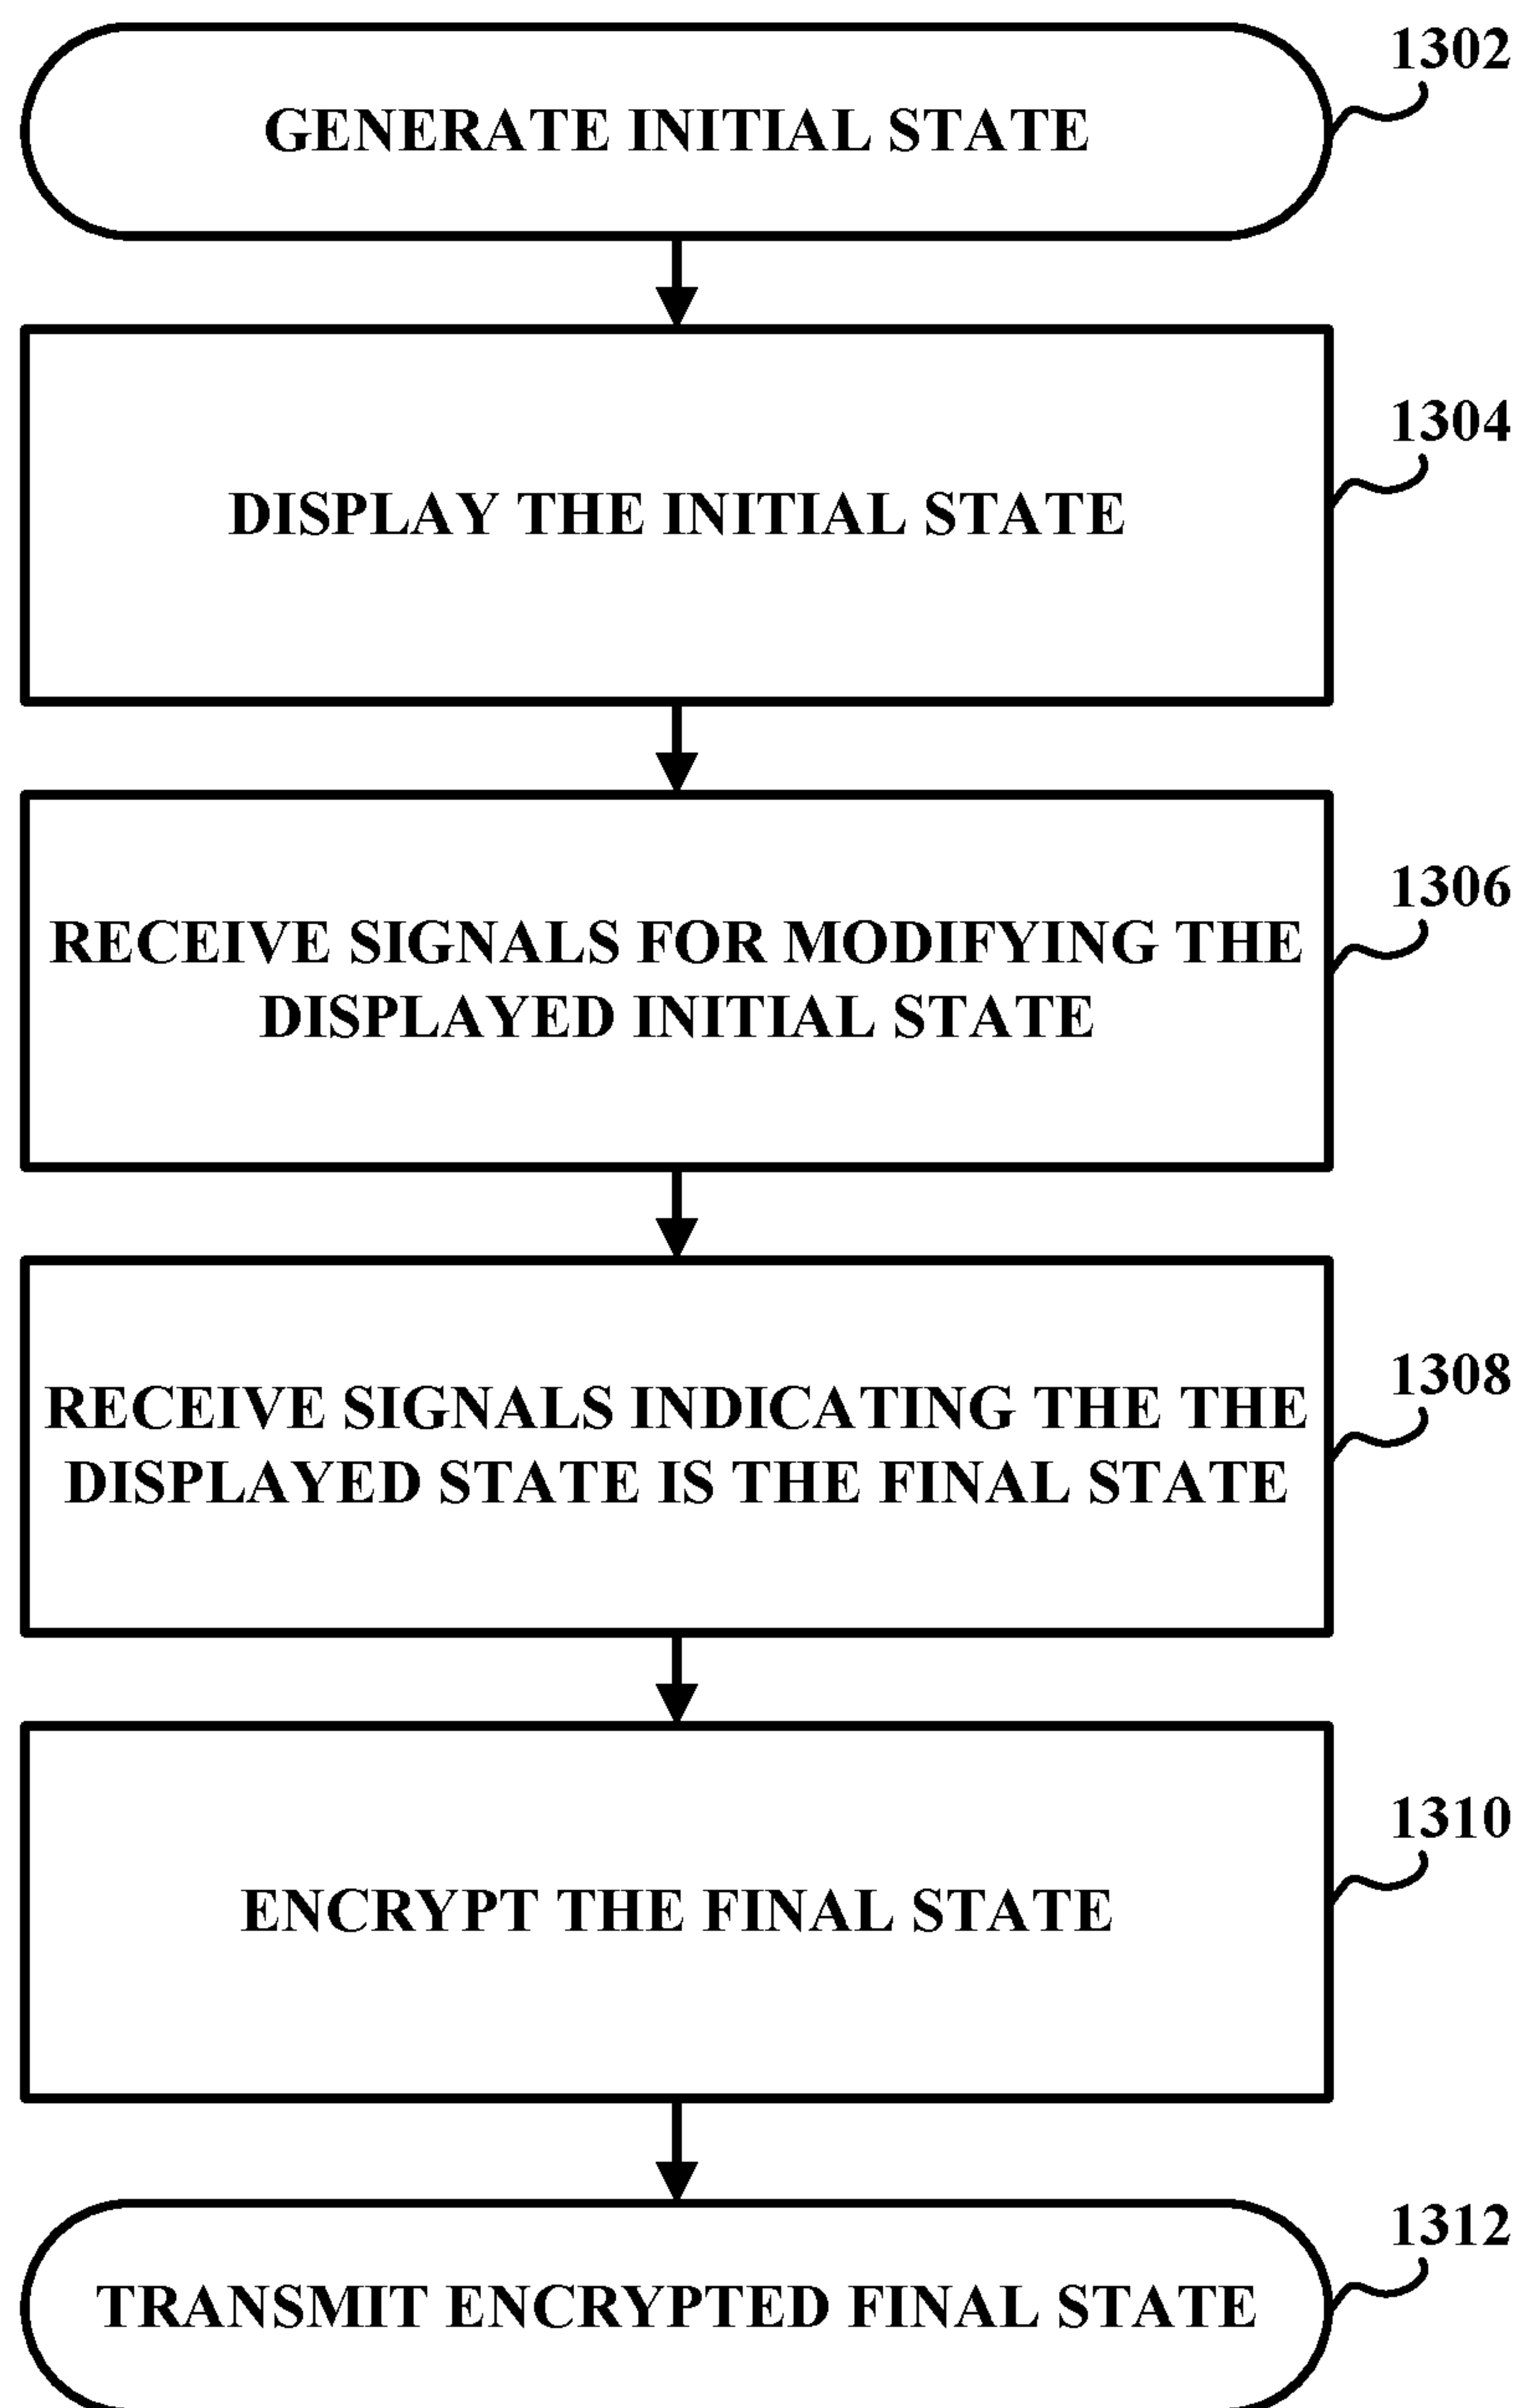 1302
GENERATE INITIAL STATE
1304
DISPLAY THE INITIAL STATE
1306
RECEIVE SIGNALS FOR MODIFYING THE
DISPLAYED INITIAL STATE
1308
RECEIVE SIGNALS INDICATING THE THE
DISPLAYED STATE IS THE FINAL STATE
1310
ENCRYPT THE FINAL STATE
1312
TRANSMIT ENCRYPTED FINAL STATE